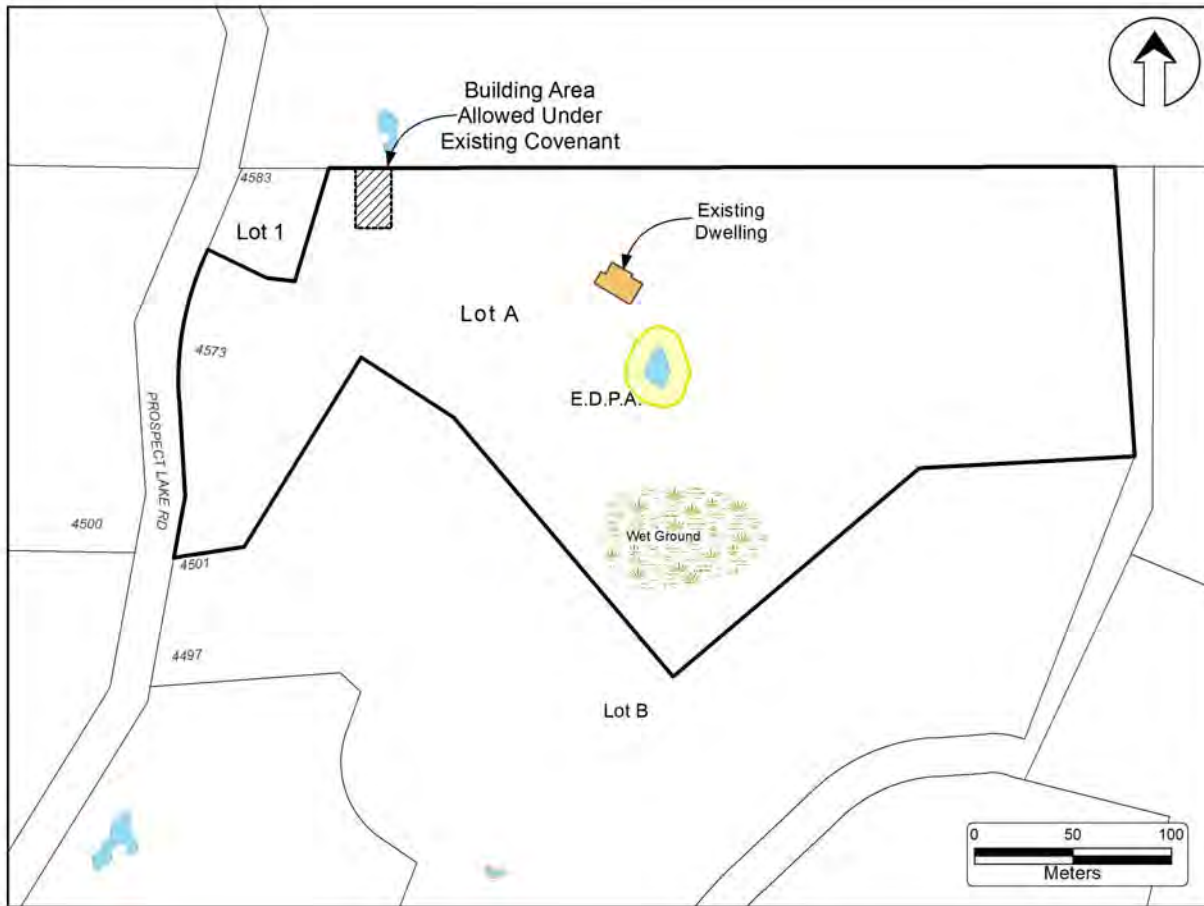 Building Area
Allowed Under
Existing Covenant
4583
Lot 1
Existing
Dwelling
Lot A
4573
E.D.P.A.
PROSPECT LAKE RD
4500
Wet Ground
4501
4497
Lot B
0 50 100
Meters